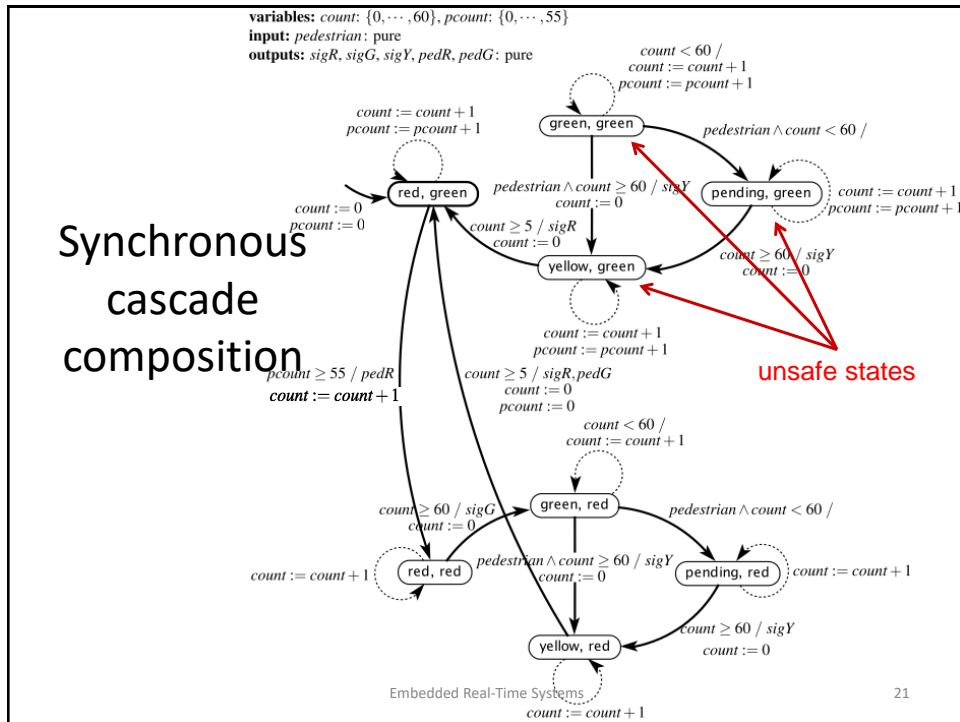 variables: count: {0,⋯,60}, pcount: {0,⋯,55}
input: pedestrian: pure
outputs: sigR, sigG, sigY, pedR, pedG: pure
count < 60 /
count := count + 1
pcount := pcount + 1
count := count + 1
pcount := pcount + 1
green, green
pedestrian ∧ count < 60 /
red, green
pedestrian ∧ count ≥ 60 / sigY
count := 0
pending, green
count := count + 1
pcount := pcount + 1
count := 0
pcount := 0
count ≥ 5 / sigR
count := 0
Synchronous
cascade
composition
yellow, green
count ≥ 60 / sigY
count := 0
count := count + 1
pcount := pcount + 1
unsafe states
pcount ≥ 55 / pedR
count := count + 1
count ≥ 5 / sigR, pedG
count := 0
pcount := 0
count < 60 /
count := count + 1
count ≥ 60 / sigG
count := 0
green, red
pedestrian ∧ count < 60 /
count := count + 1
red, red
pedestrian ∧ count ≥ 60 / sigY
count := 0
pending, red
count := count + 1
yellow, red
count ≥ 60 / sigY
count := 0
Embedded Real-Time Systems
21
count := count + 1